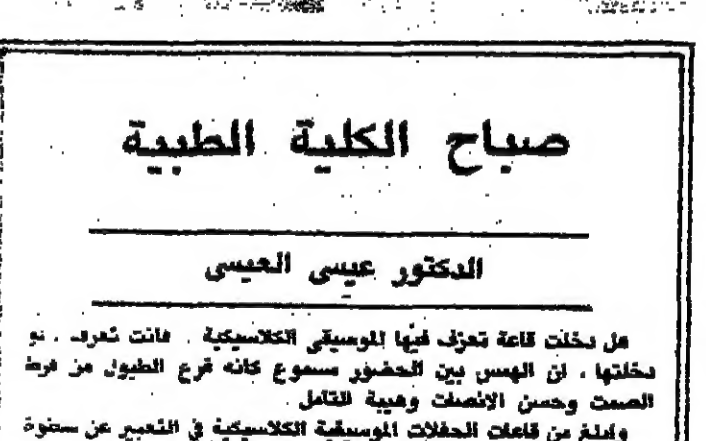 صباح الكلية الطبية
الدكتور عيسى العيسى
هل دخلت قاعة تعزف فيها الموسيقى الكلاسيكية . فانت تعرف . لو
دخلتها ، ان الهمس بين الحضور مسموع كانه قرع الطبول من فرط
الصمت وحسن الإنصات وهيبة التامل .
وابلغ من قاعات الحفلات الموسيقية الكلاسيكية في التعبير عن سطوة